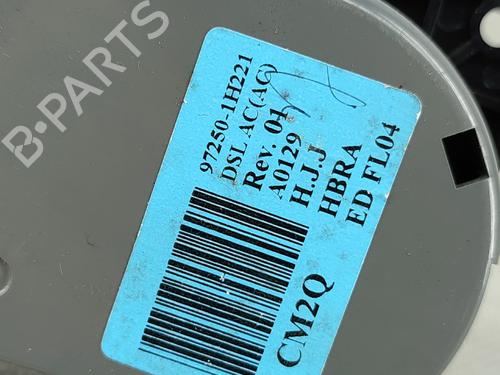 B-PARTS
97250-1H221
DSL AC(AC)
Rev. 01
A0129
H.J.J
HBRA
ED FL04
CM2Q